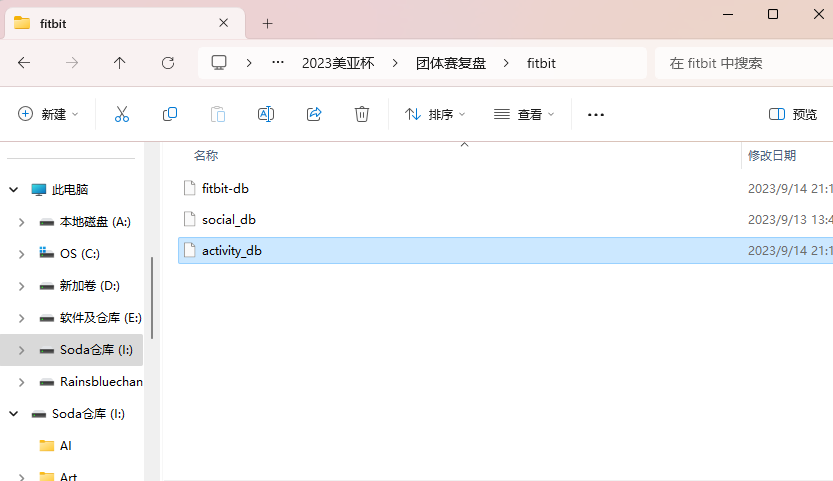 fitbit
2023美亚杯 团体赛复盘 fitbit 在 fitbit 中搜索
新建 排序 查看 预览
名称 修改日期
fitbit-db 2023/9/14 21:1
social_db 2023/9/13 13:4
activity_db 2023/9/14 21:1
此电脑
本地磁盘 (A:)
OS (C:)
新加卷 (D:)
软件及仓库 (E:)
Soda仓库 (I:)
Rainsbluechan
Soda仓库 (I:)
AI
Art